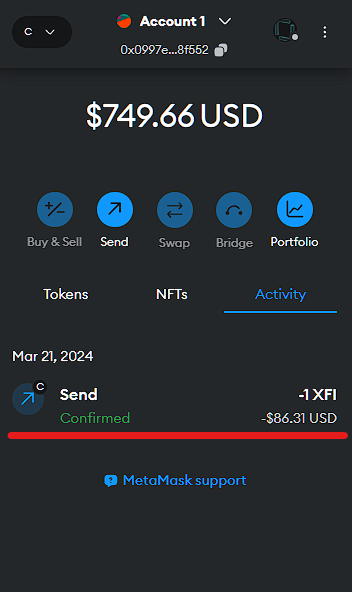 C
Account 1
0x0997e...8f552
$749.66 USD
Buy & Sell
Send
Swap
Bridge
Portfolio
Tokens
NFTs
Activity
Mar 21, 2024
C
Send
-1 XFI
Confirmed
-$86.31 USD
MetaMask support